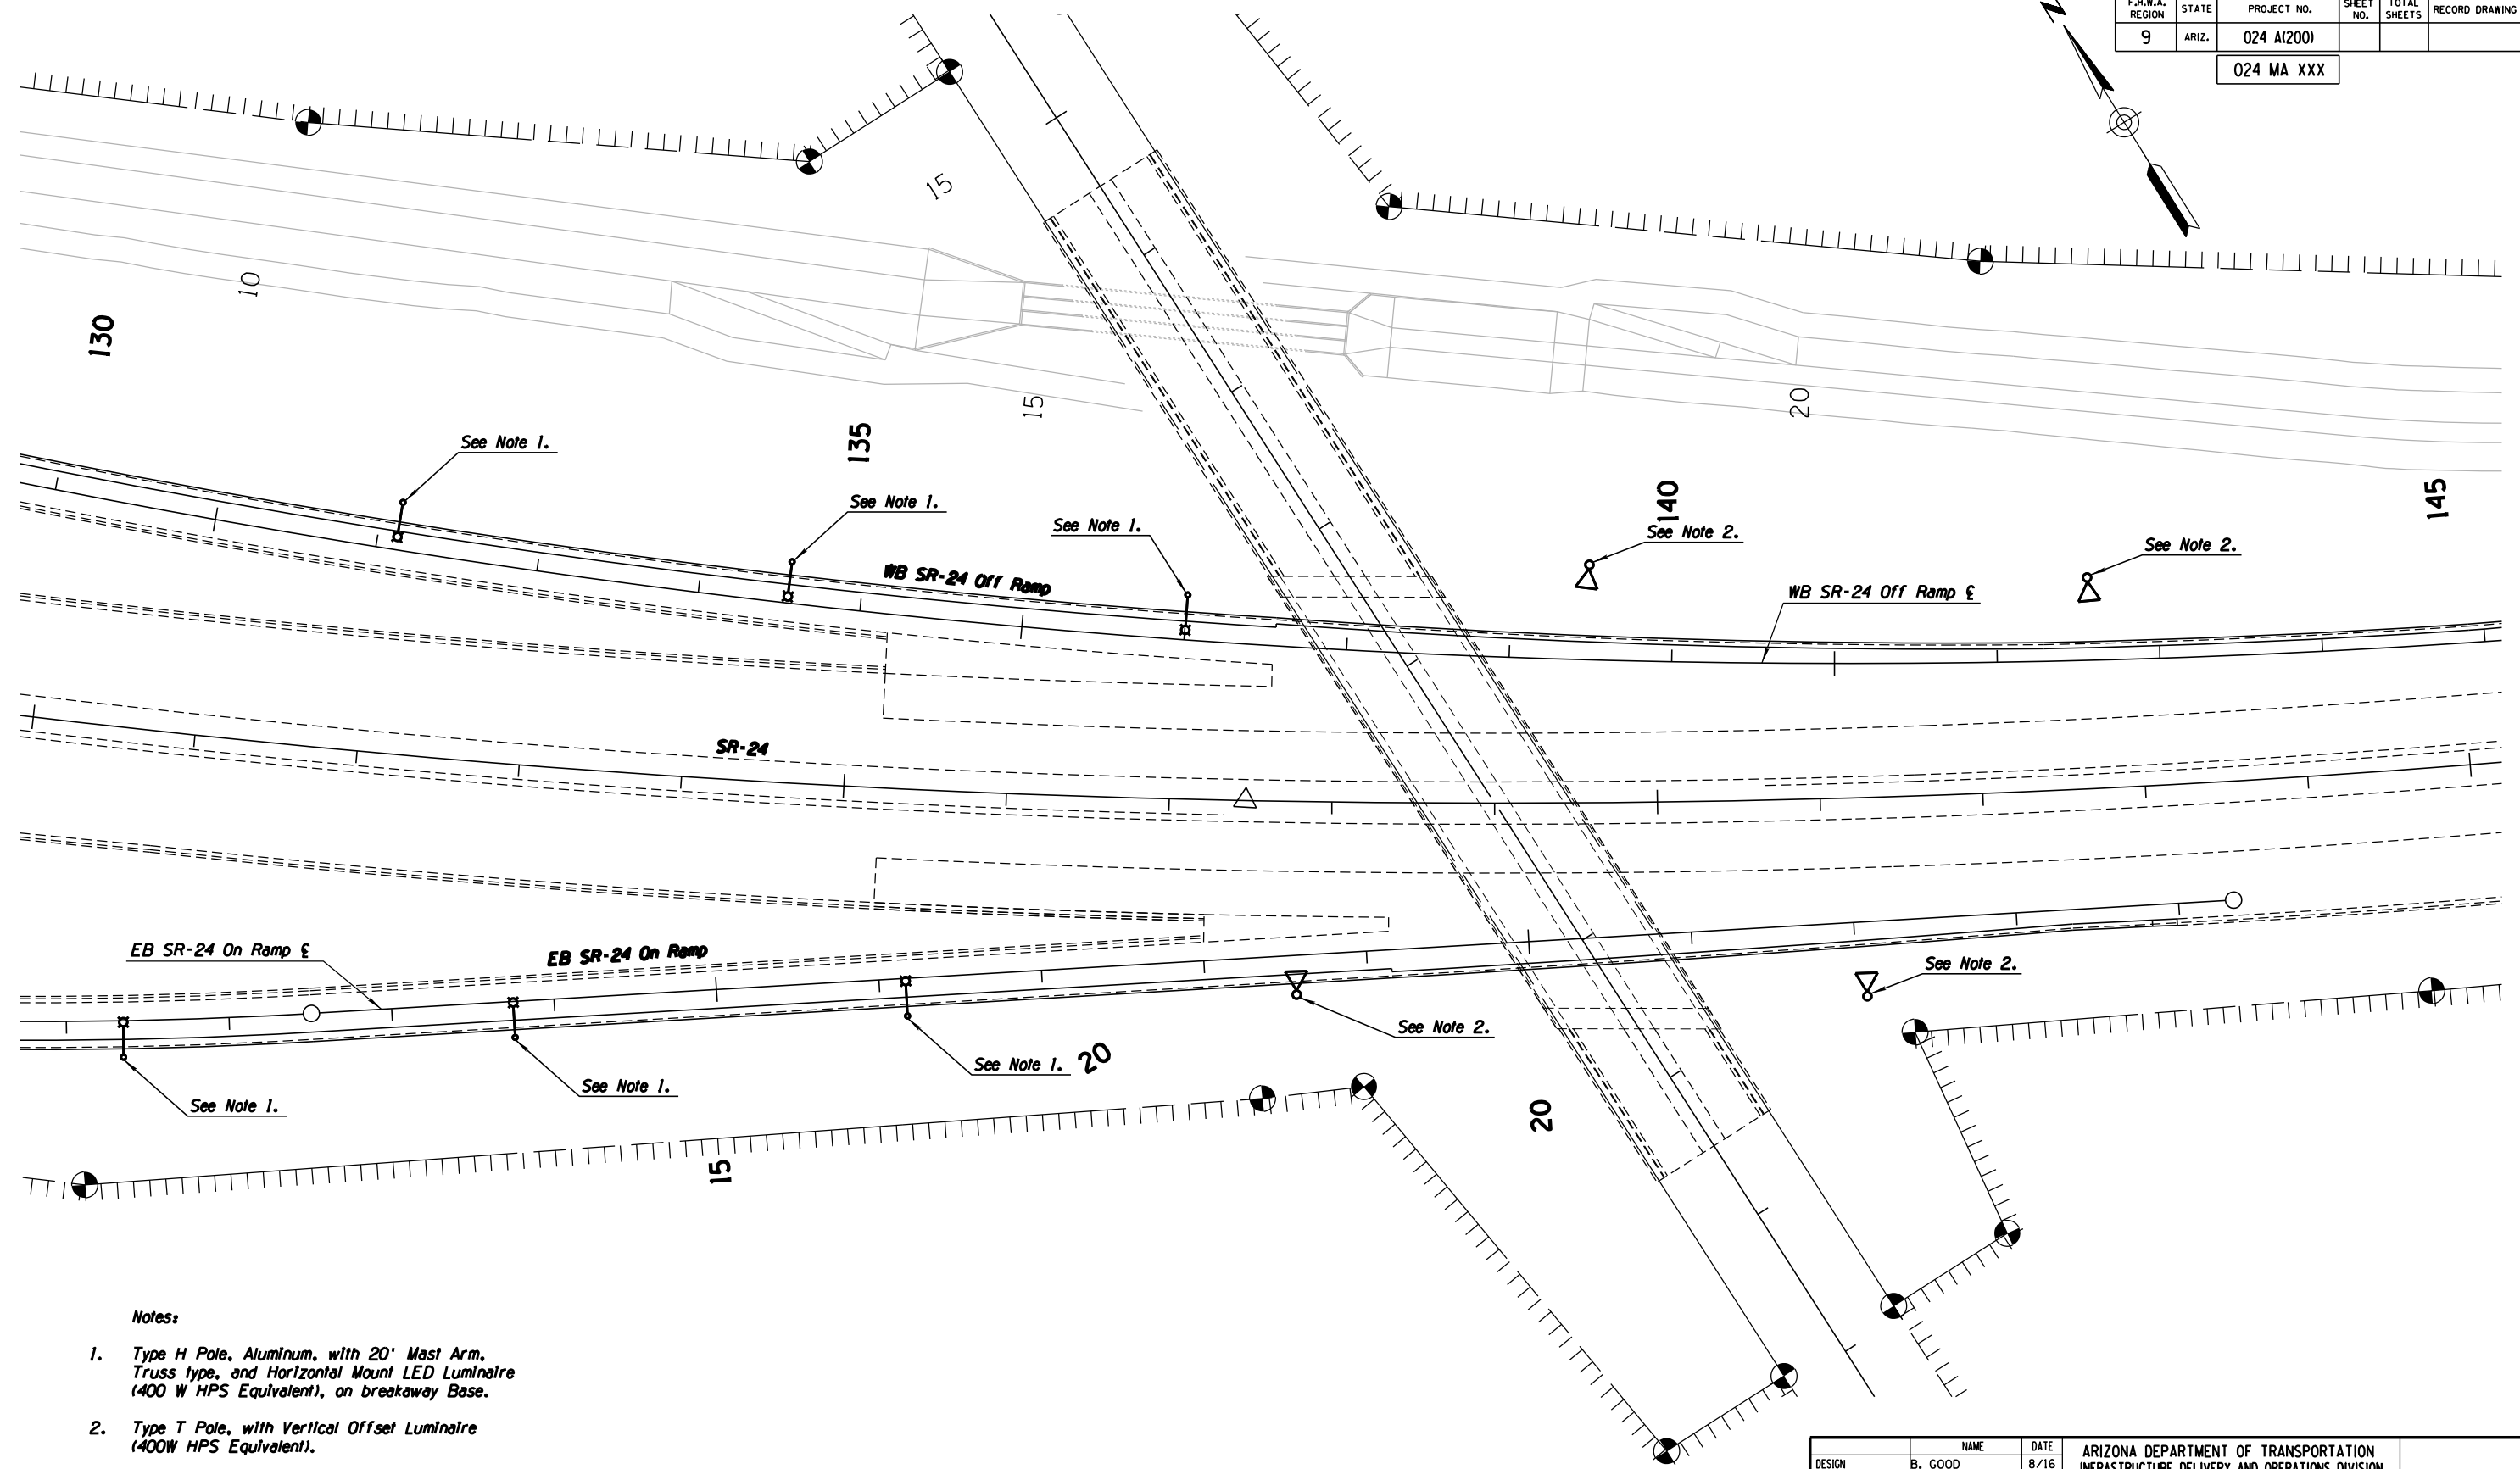 F.H.W.A. REGION
STATE
PROJECT NO.
SHEET NO.
TOTAL SHEETS
RECORD DRAWING
9
ARIZ.
024 A(200)
024 MA XXX
15
10
130
15
135
20
140
145
See Note 1.
See Note 1.
See Note 1.
See Note 2.
See Note 2.
WB SR-24 Off Ramp
WB SR-24 Off Ramp ℄
SR-24
EB SR-24 On Ramp ℄
EB SR-24 On Ramp
See Note 2.
See Note 2.
See Note 1.
See Note 1.
See Note 1.
20
20
15
Notes:
1. Type H Pole, Aluminum, with 20' Mast Arm,
Truss type, and Horizontal Mount LED Luminaire
(400 W HPS Equivalent), on breakaway Base.
2. Type T Pole, with Vertical Offset Luminaire
(400W HPS Equivalent).
NAME
DATE
ARIZONA DEPARTMENT OF TRANSPORTATION
DESIGN
B. GOOD
8/16
INFRASTRUCTURE DELIVERY AND OPERATIONS DIVISION